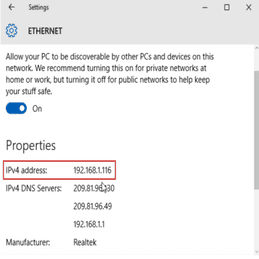 Settings
ETHERNET
Allow your PC to be discoverable by other PCs and devices on this
network. We recommend turning this on for private networks at
home or work, but turning it off for public networks to help keep
your stuff safe.
On
Properties
IPv4 address: 192.168.1.116
IPv4 DNS Servers: 209.81.96.30
209.81.96.49
192.168.1.1
Manufacturer: Realtek